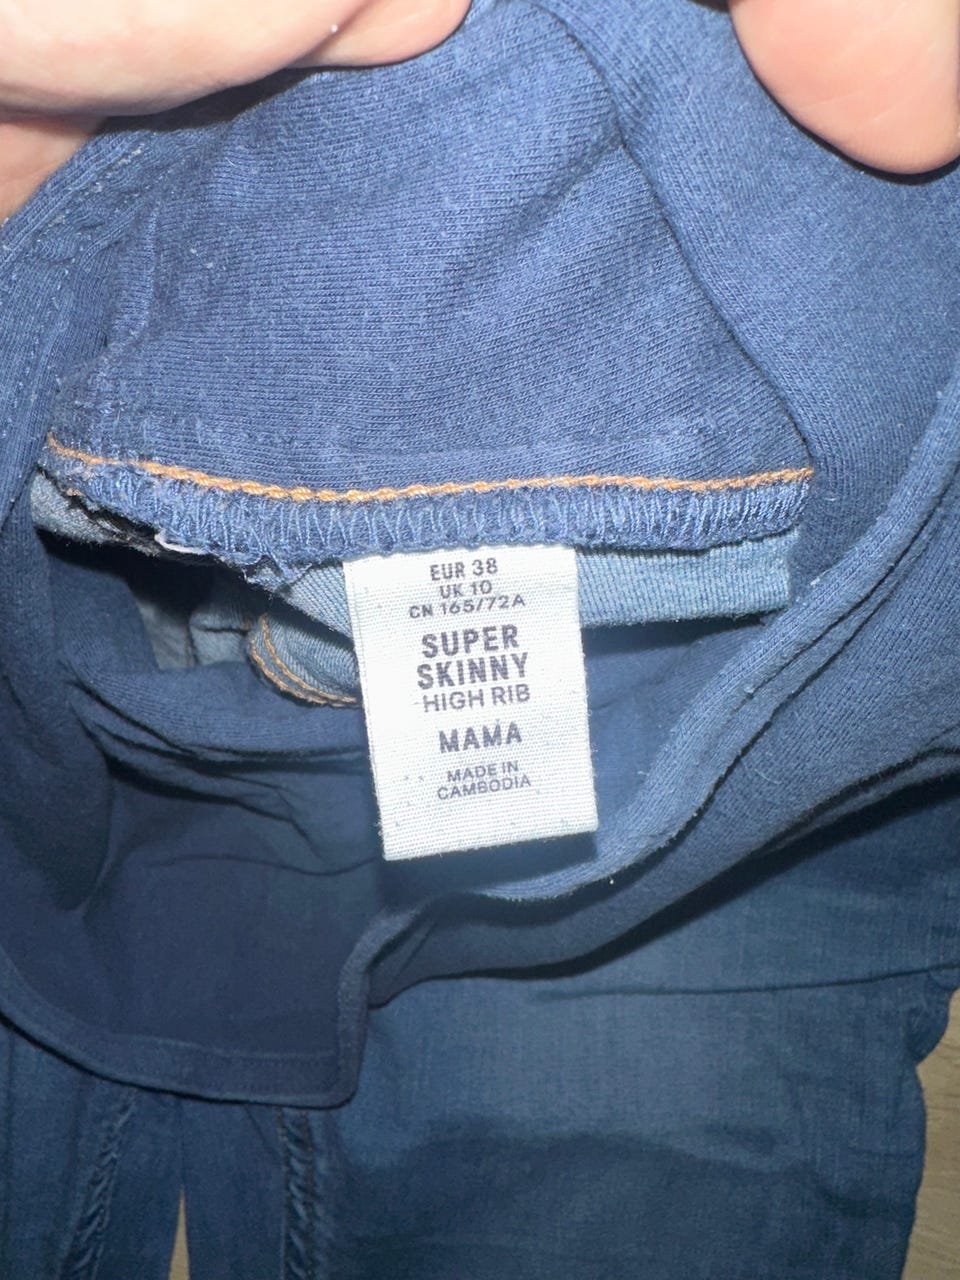 EUR 38
UK 10
CN 165/72A
SUPER
SKINNY
HIGH RIB
MAMA
MADE IN
CAMBODIA